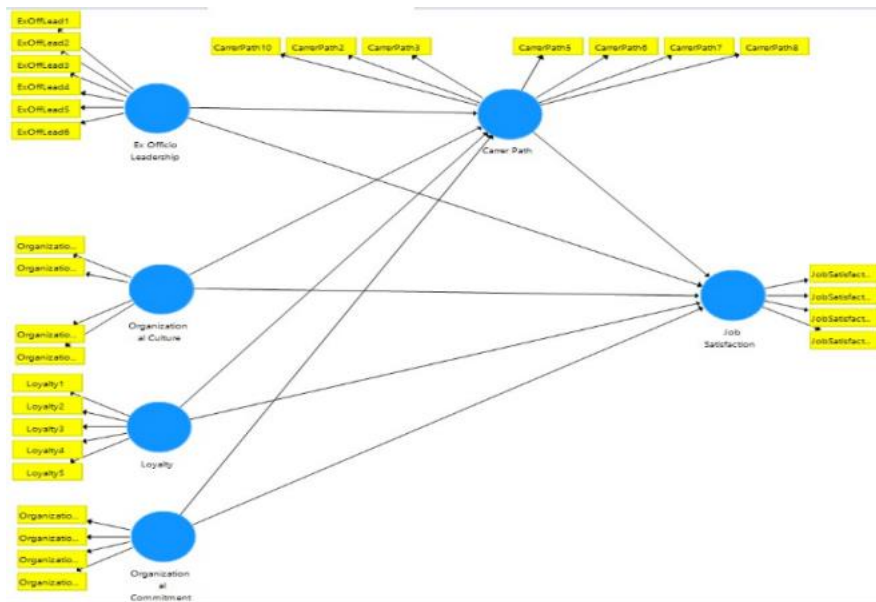 ExOffLead1
ExOffLead2
ExOffLead3
ExOffLead4
ExOffLead5
ExOffLead6
Ex Officio
Leadership
CarrerPath10
CarrerPath2
CarrerPath3
CarrerPath5
CarrerPath6
CarrerPath7
CarrerPath8
Carrer Path
Organizatio...
Organizatio...
Organizatio...
Organizatio...
Organization
al Culture
JobSatisfact...
JobSatisfact...
JobSatisfact...
JobSatisfact...
Job
Satisfaction
Loyalty1
Loyalty2
Loyalty3
Loyalty4
Loyalty5
Loyalty
Organizatio...
Organizatio...
Organizatio...
Organizatio...
Organization
al
Commitment